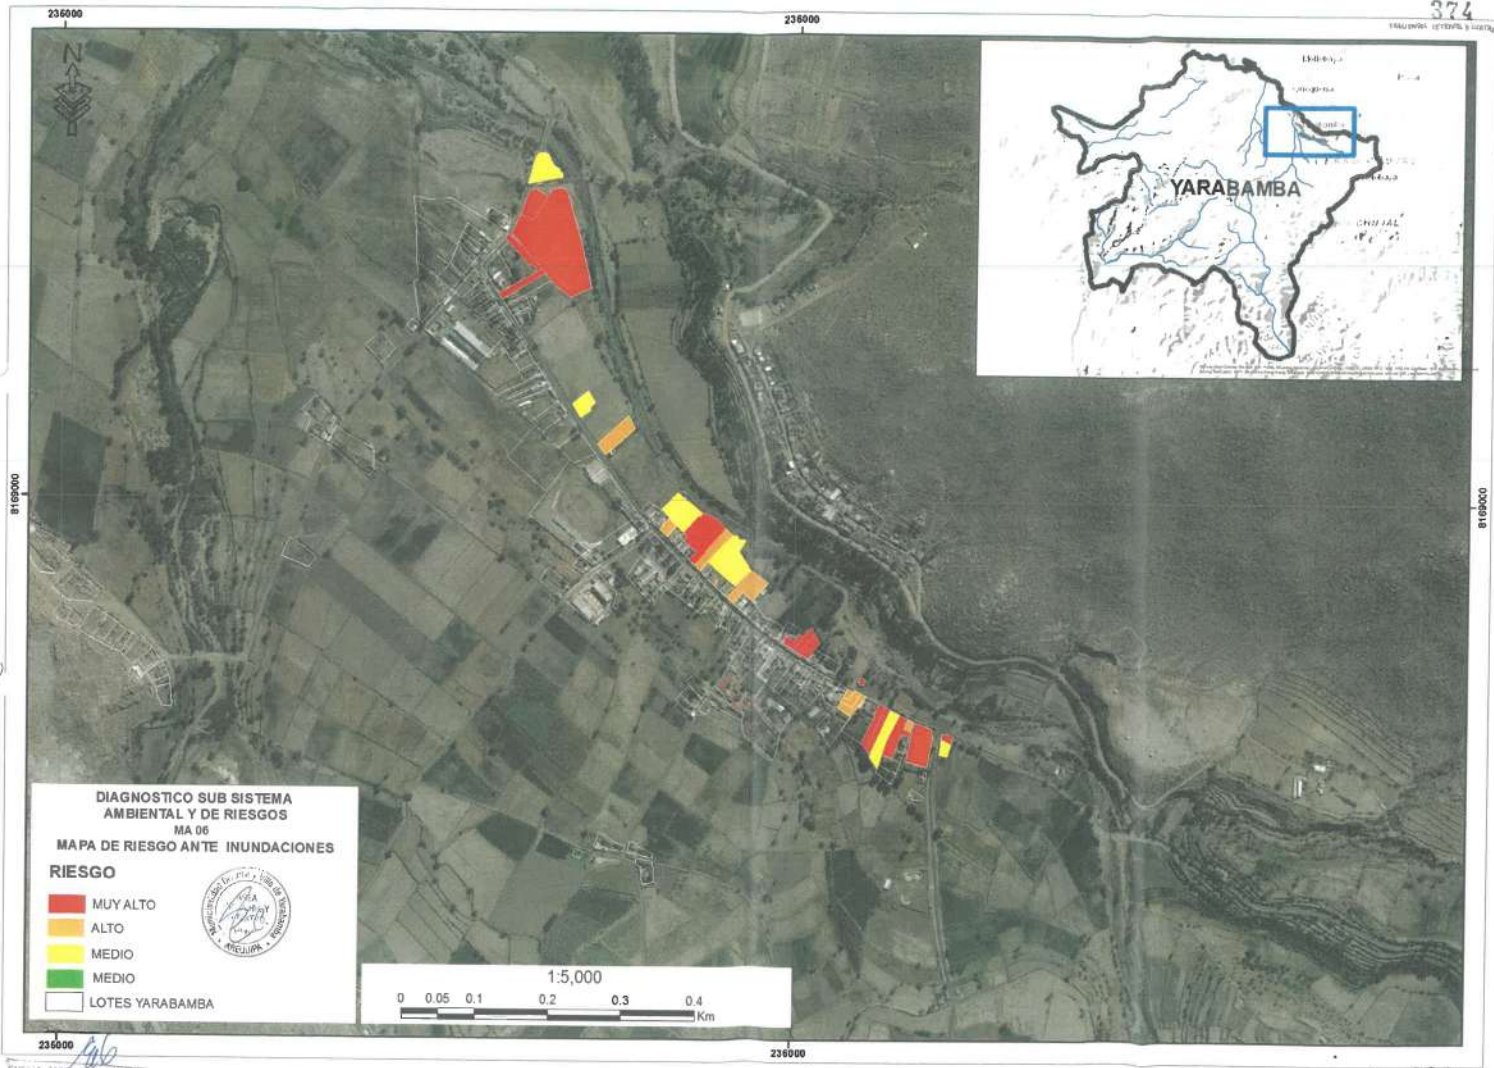 236000
236000
374
N
YARABAMBA
8169000
8169000
DIAGNOSTICO SUB SISTEMA
AMBIENTAL Y DE RIESGOS
MA 06
MAPA DE RIESGO ANTE INUNDACIONES
RIESGO
MUY ALTO
ALTO
MEDIO
MEDIO
LOTES YARABAMBA
AREQUIPA
1:5,000
0 0.05 0.1 0.2 0.3 0.4
Km
236000
236000